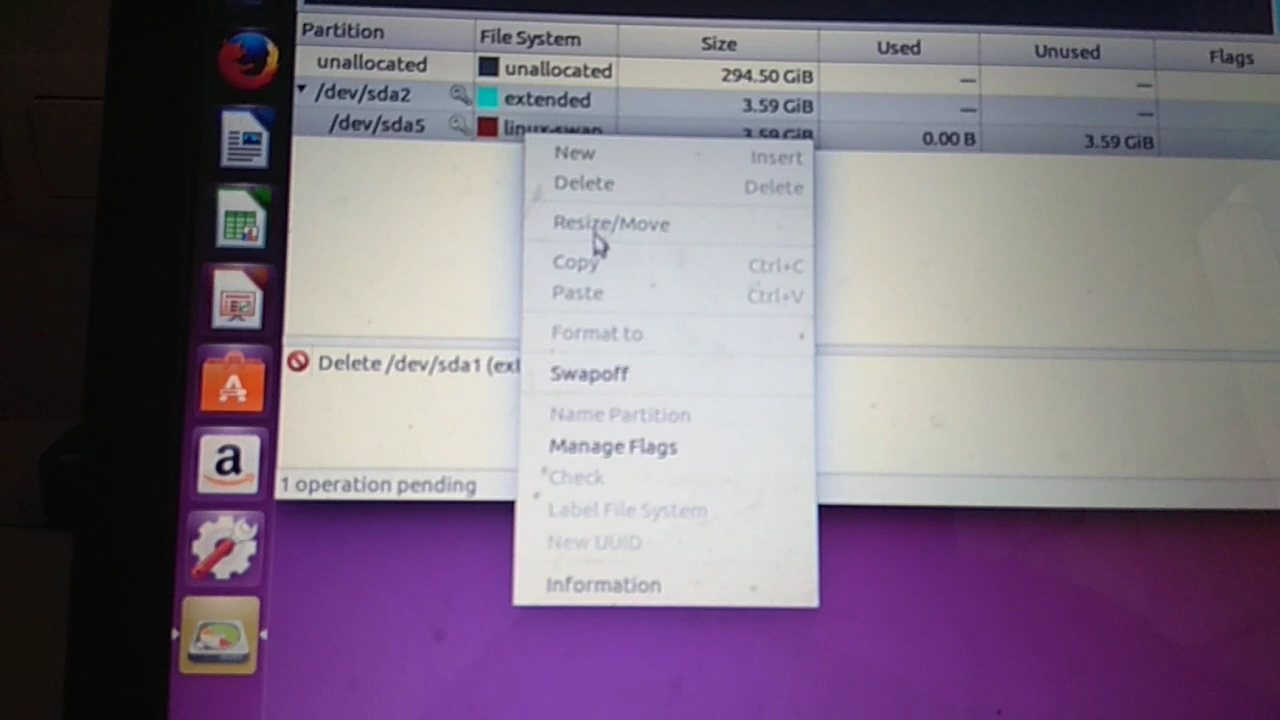 Partition File System Size Used Unused Flags
unallocated unallocated 294.50 GiB — —
/dev/sda2 extended 3.59 GiB — —
/dev/sda5 linux-swap 3.59 GiB 0.00 B 3.59 GiB
New Insert
Delete Delete
Resize/Move
Copy Ctrl+C
Paste Ctrl+V
Format to
Delete /dev/sda1 (ext
Swapoff
Name Partition
Manage Flags
Check
1 operation pending
Label File System
New UUID
Information
a